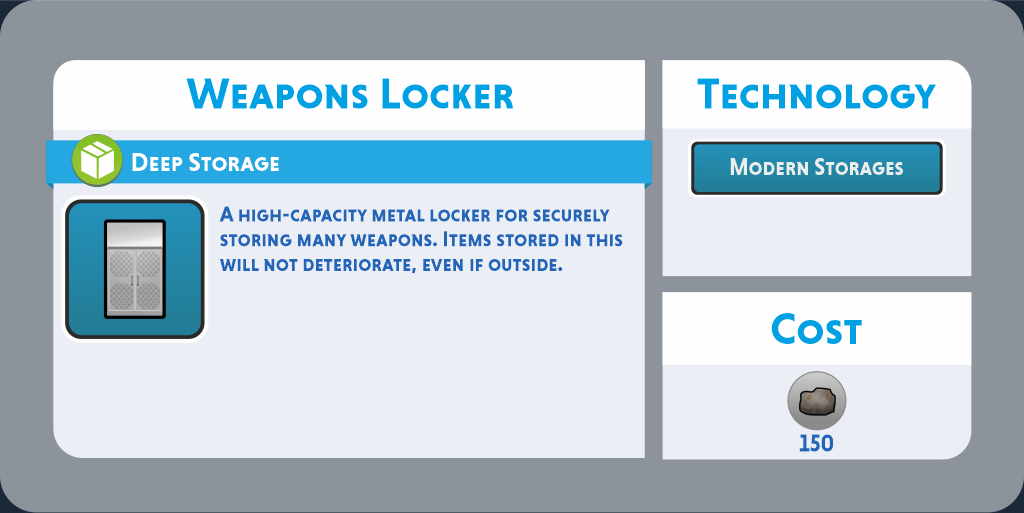 Weapons Locker
Deep Storage
A high-capacity metal locker for securely
storing many weapons. Items stored in this
will not deteriorate, even if outside.
Technology
Modern Storages
Cost
150